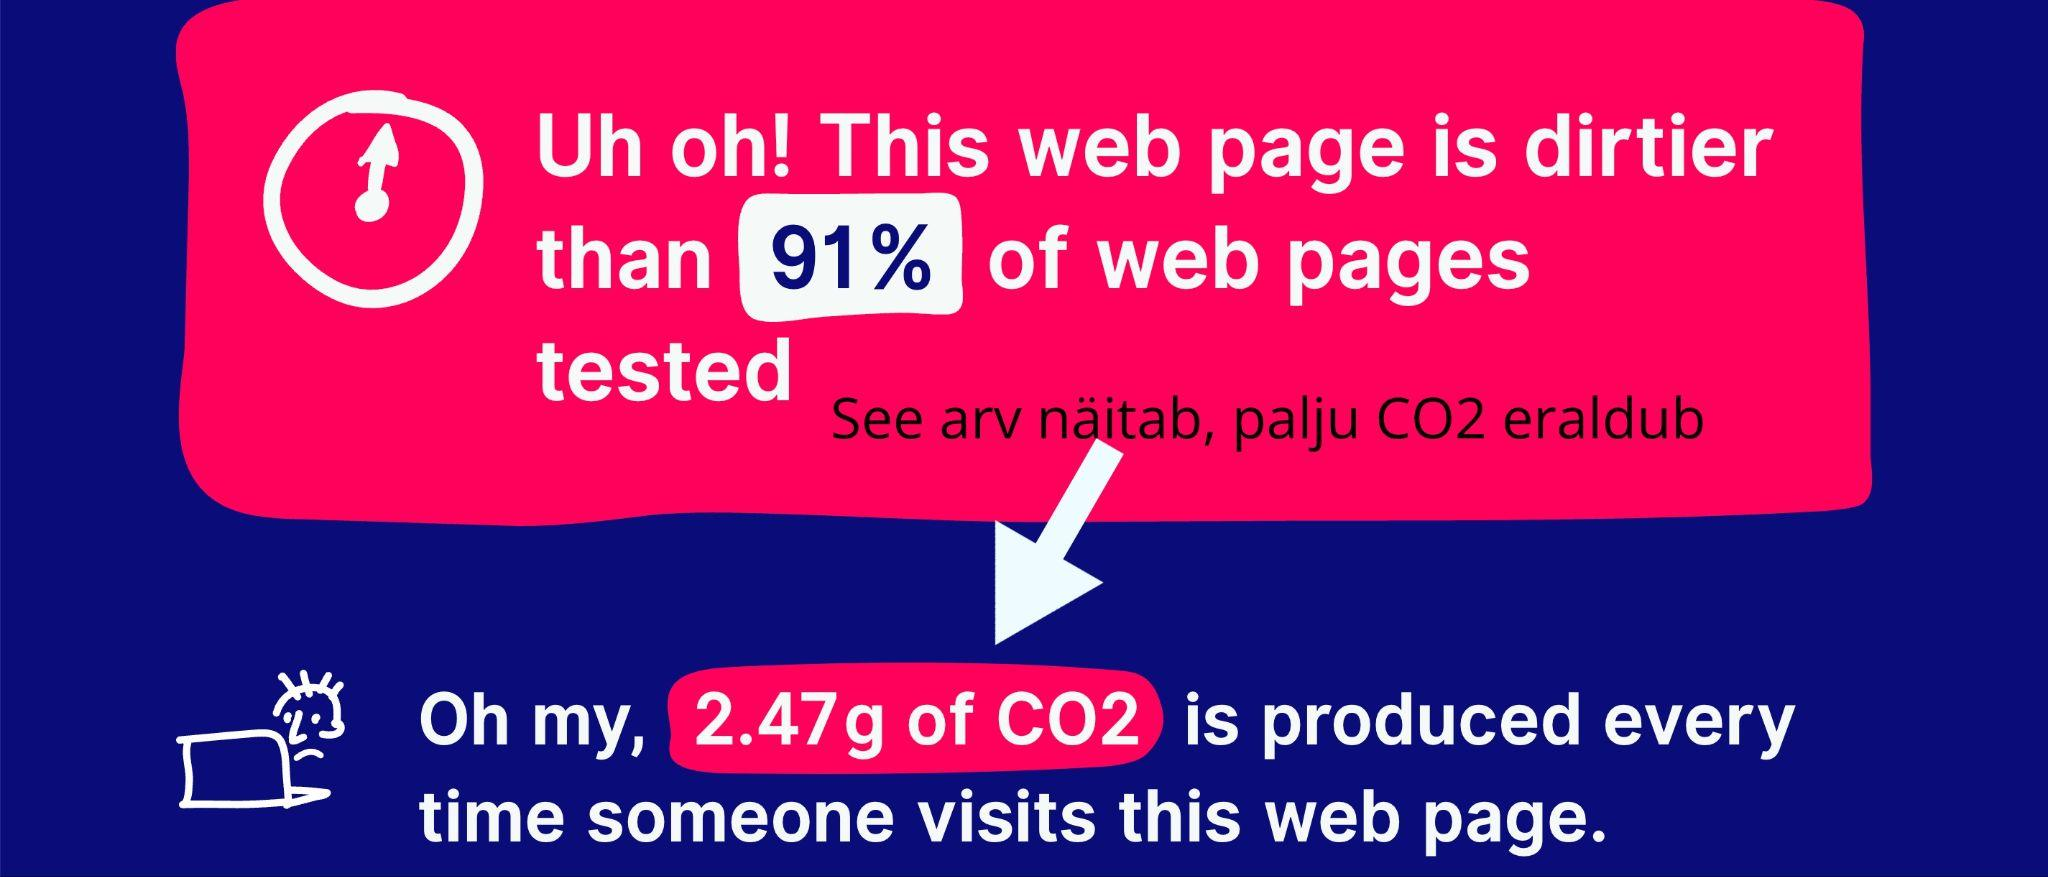 Uh oh! This web page is dirtier
than 91% of web pages
tested
See arv näitab, palju CO2 eraldub
Oh my, 2.47g of CO2 is produced every
time someone visits this web page.